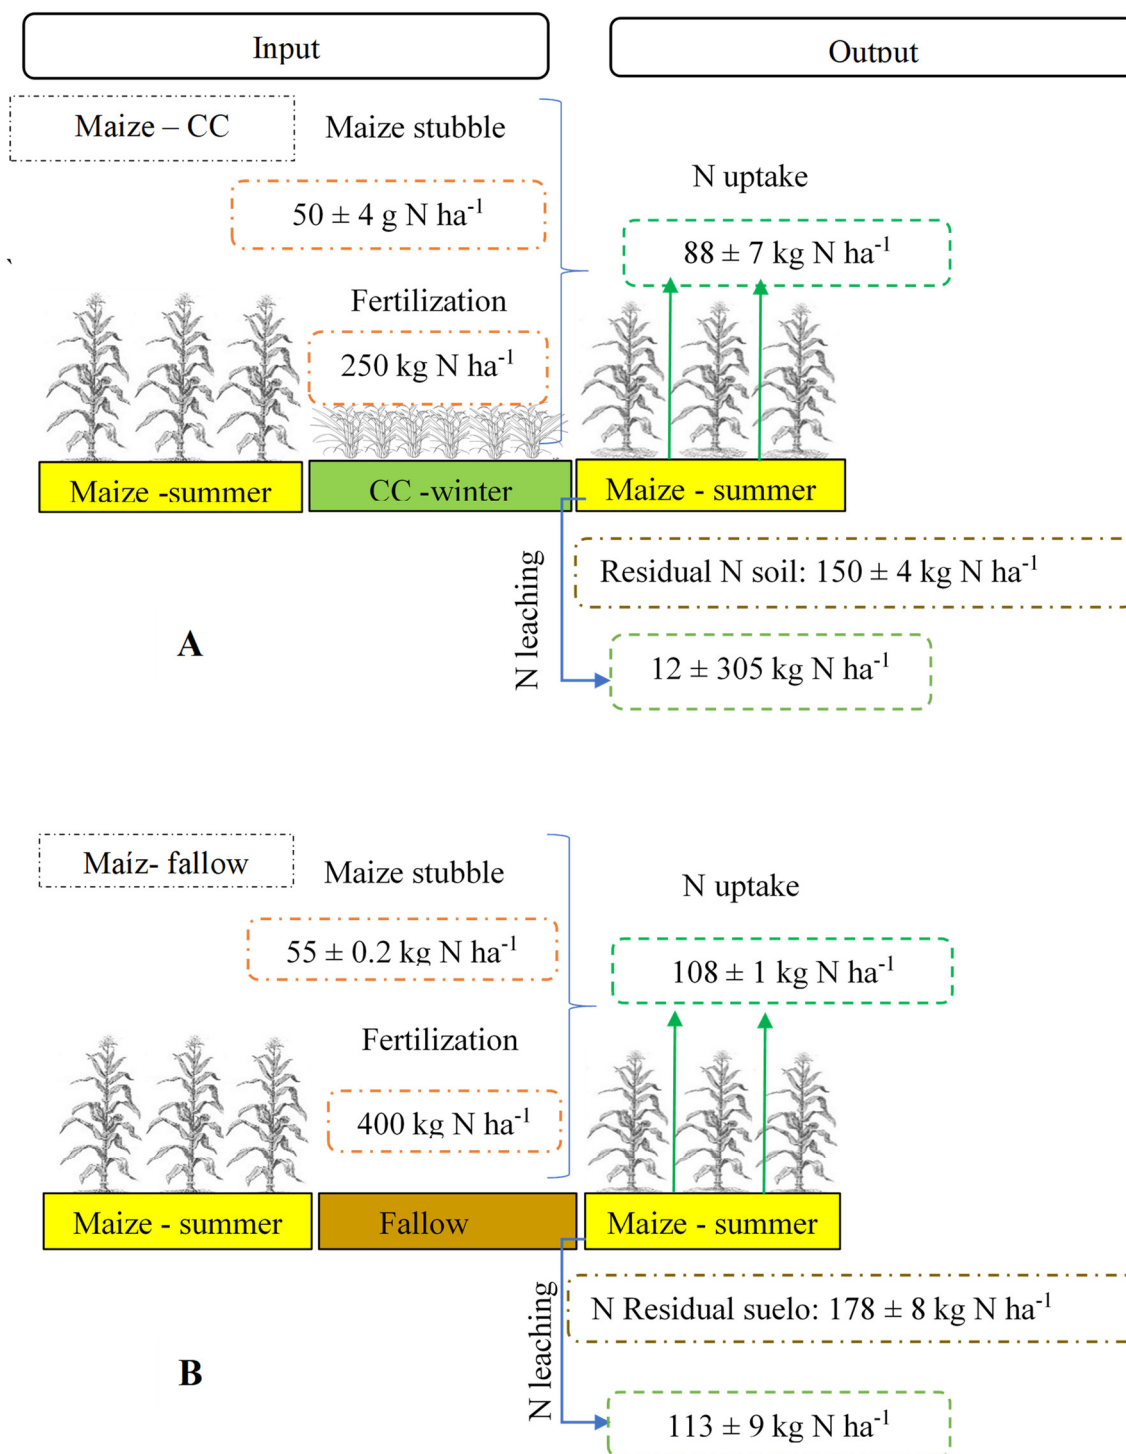 Input
Output
Maize – CC
Maize stubble
50 ± 4 g N ha⁻¹
N uptake
88 ± 7 kg N ha⁻¹
Fertilization
250 kg N ha⁻¹
Maize -summer
CC -winter
Maize - summer
N leaching
Residual N soil: 150 ± 4 kg N ha⁻¹
12 ± 305 kg N ha⁻¹
A
Maíz- fallow
Maize stubble
55 ± 0.2 kg N ha⁻¹
N uptake
108 ± 1 kg N ha⁻¹
Fertilization
400 kg N ha⁻¹
Maize - summer
Fallow
Maize - summer
N leaching
N Residual suelo: 178 ± 8 kg N ha⁻¹
113 ± 9 kg N ha⁻¹
B